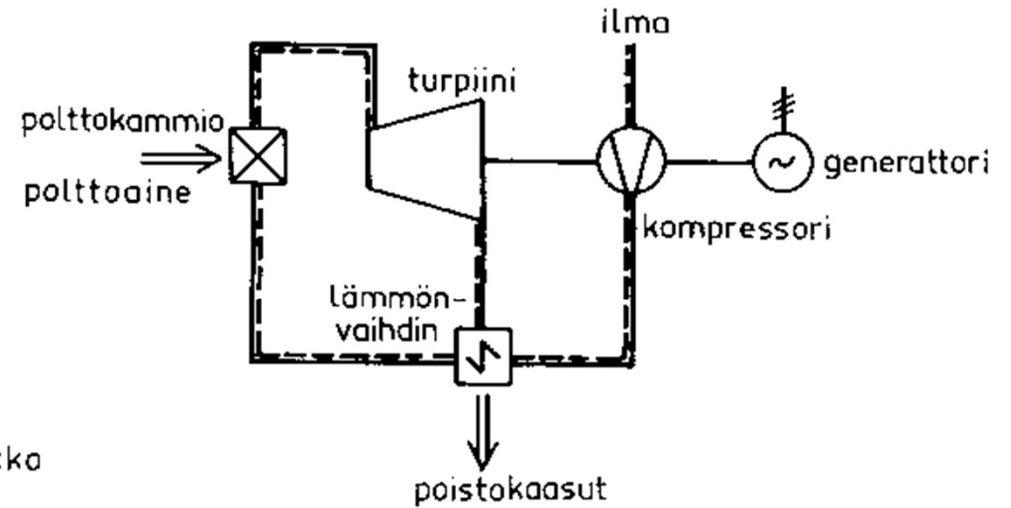 ilma
turpiini
polttokammio
polttoaine
generattori
kompressori
lämmön-
vaihdin
poistokaasut